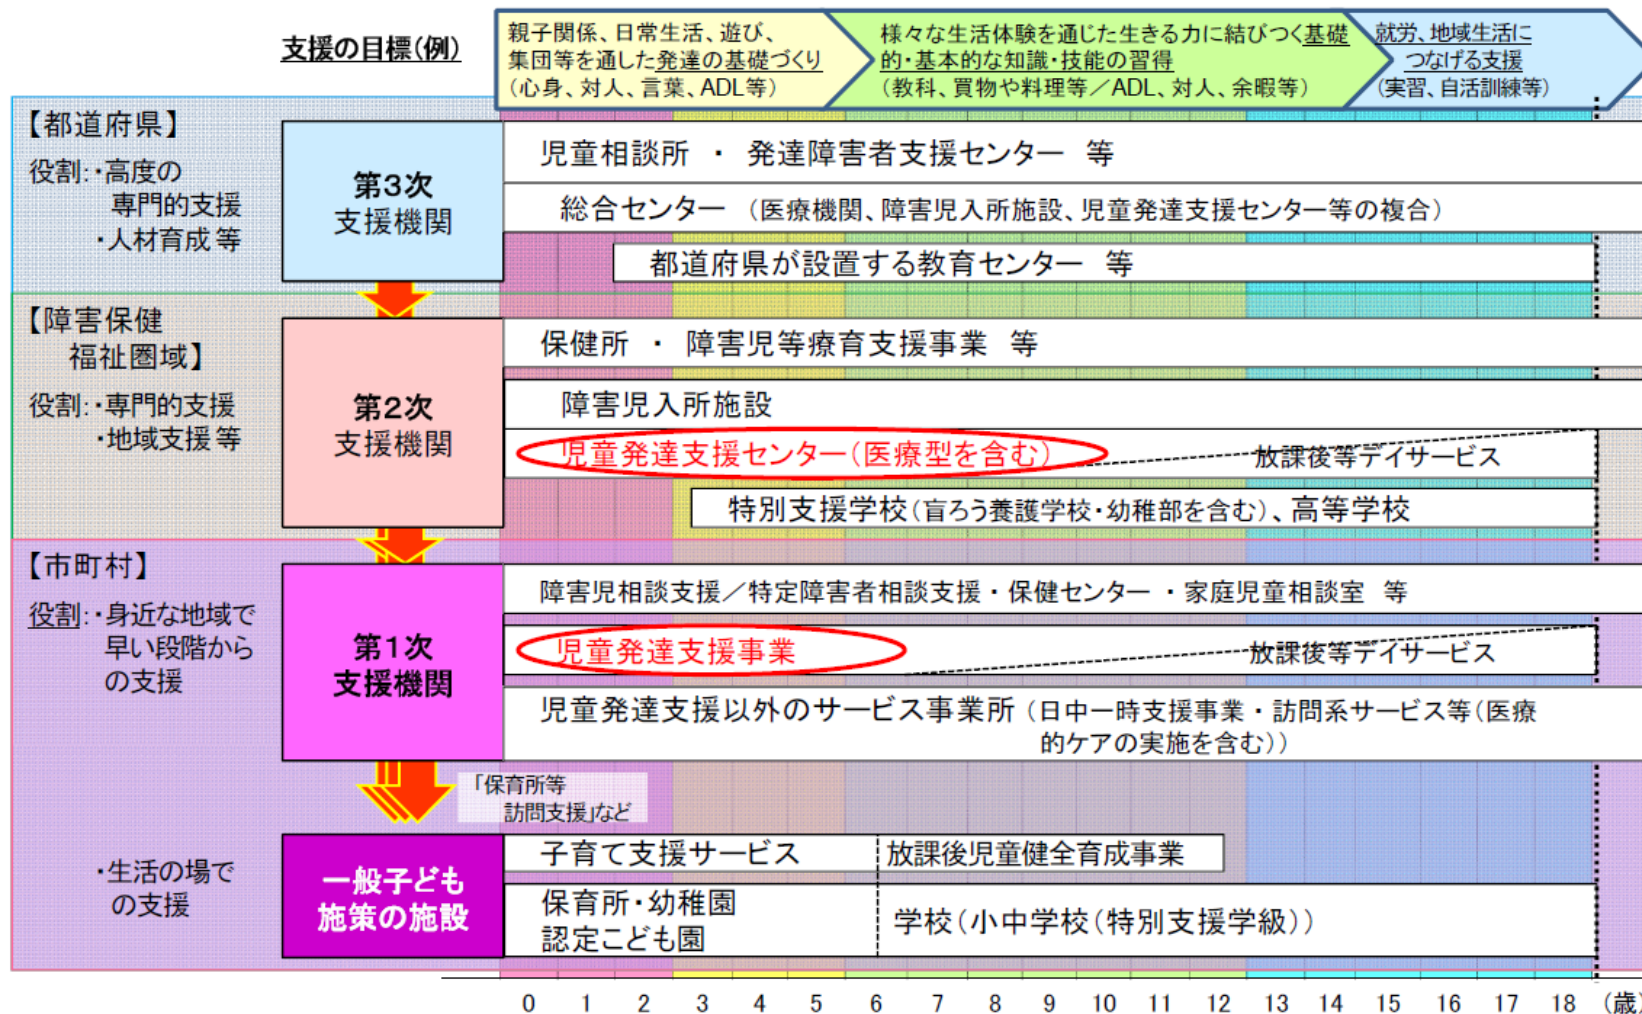 支援の目標(例)
親子関係、日常生活、遊び、
集団等を通した発達の基礎づくり
(心身、対人、言葉、ADL等)
様々な生活体験を通じた生きる力に結びつく基礎
的・基本的な知識・技能の習得
(教科、買物や料理等/ADL、対人、余暇等)
就労、地域生活に
つなげる支援
(実習、自活訓練等)
【都道府県】
役割:・高度の
専門的支援
・人材育成 等
第3次
支援機関
児童相談所 ・ 発達障害者支援センター 等
総合センター (医療機関、障害児入所施設、児童発達支援センター等の複合)
都道府県が設置する教育センター 等
【障害保健
福祉圏域】
役割:・専門的支援
・地域支援 等
第2次
支援機関
保健所 ・ 障害児等療育支援事業 等
障害児入所施設
児童発達支援センター(医療型を含む)
放課後等デイサービス
特別支援学校(盲ろう養護学校・幼稚部を含む)、高等学校
【市町村】
役割:・身近な地域で
早い段階から
の支援
第1次
支援機関
障害児相談支援/特定障害者相談支援・保健センター ・家庭児童相談室 等
児童発達支援事業
放課後等デイサービス
児童発達支援以外のサービス事業所 (日中一時支援事業・訪問系サービス等(医療
的ケアの実施を含む))
「保育所等
訪問支援」など
・生活の場で
の支援
一般子ども
施策の施設
子育て支援サービス
放課後児童健全育成事業
保育所・幼稚園
認定こども園
学校(小中学校(特別支援学級))
0 1 2 3 4 5 6 7 8 9 10 11 12 13 14 15 16 17 18 (歳)